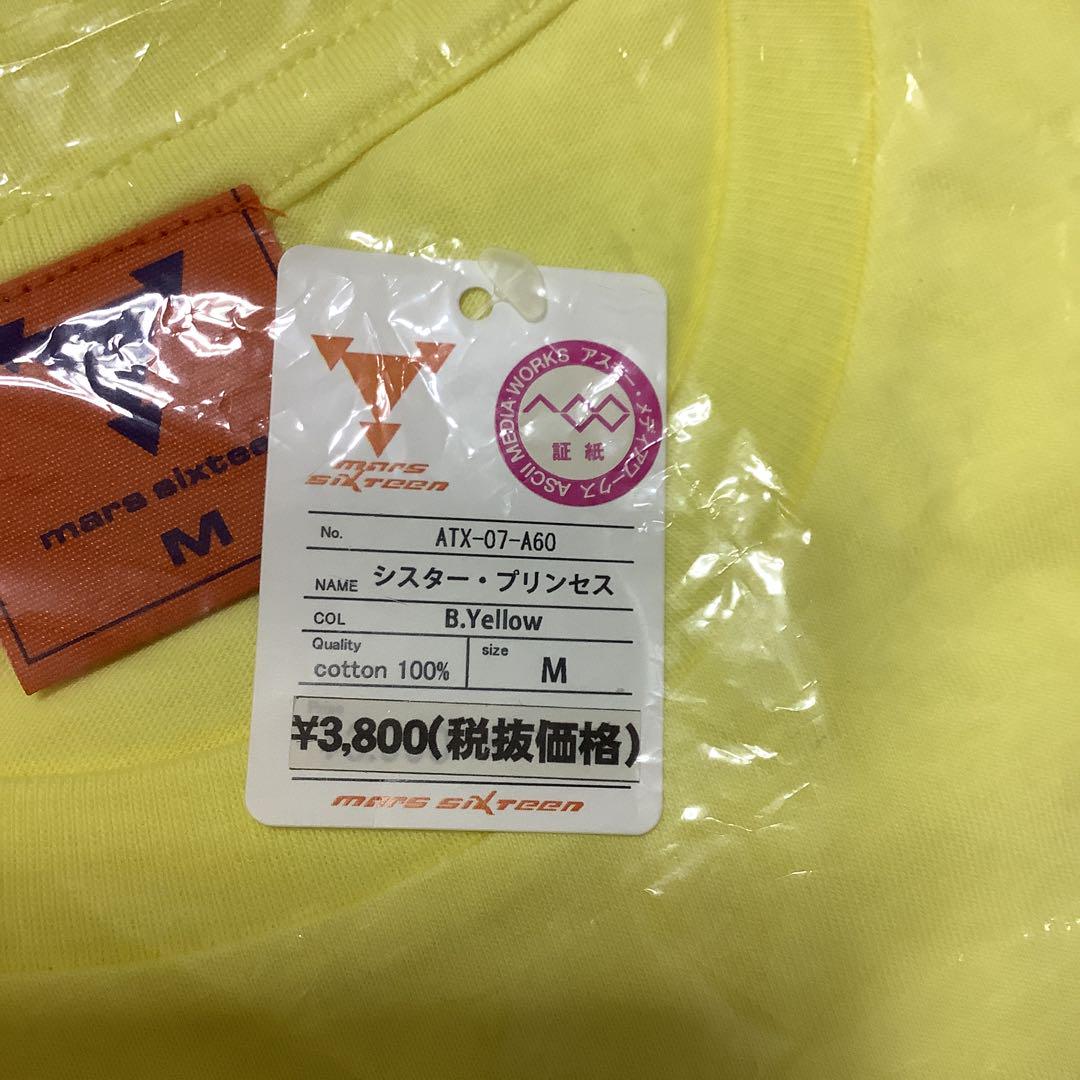 mars sixteen
M
mars
sixteen
ASCII MEDIA WORKS アスキー・メディアワークス
証紙
No. ATX-07-A60
NAME シスター・プリンセス
COL B.Yellow
Quality
cotton 100%
size
M
¥3,800(税抜価格)
mars sixteen